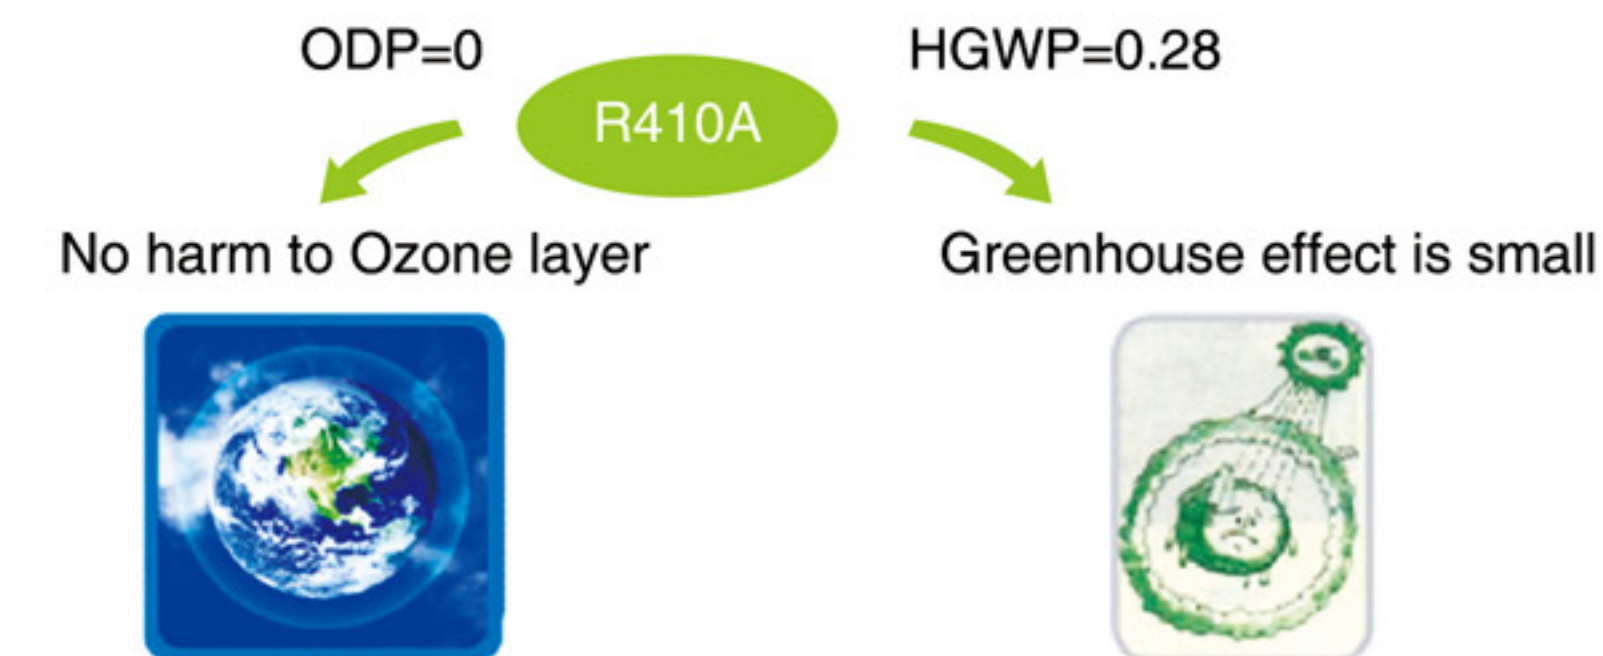 ODP=0
R410A
HGWP=0.28
No harm to Ozone layer
Greenhouse effect is small